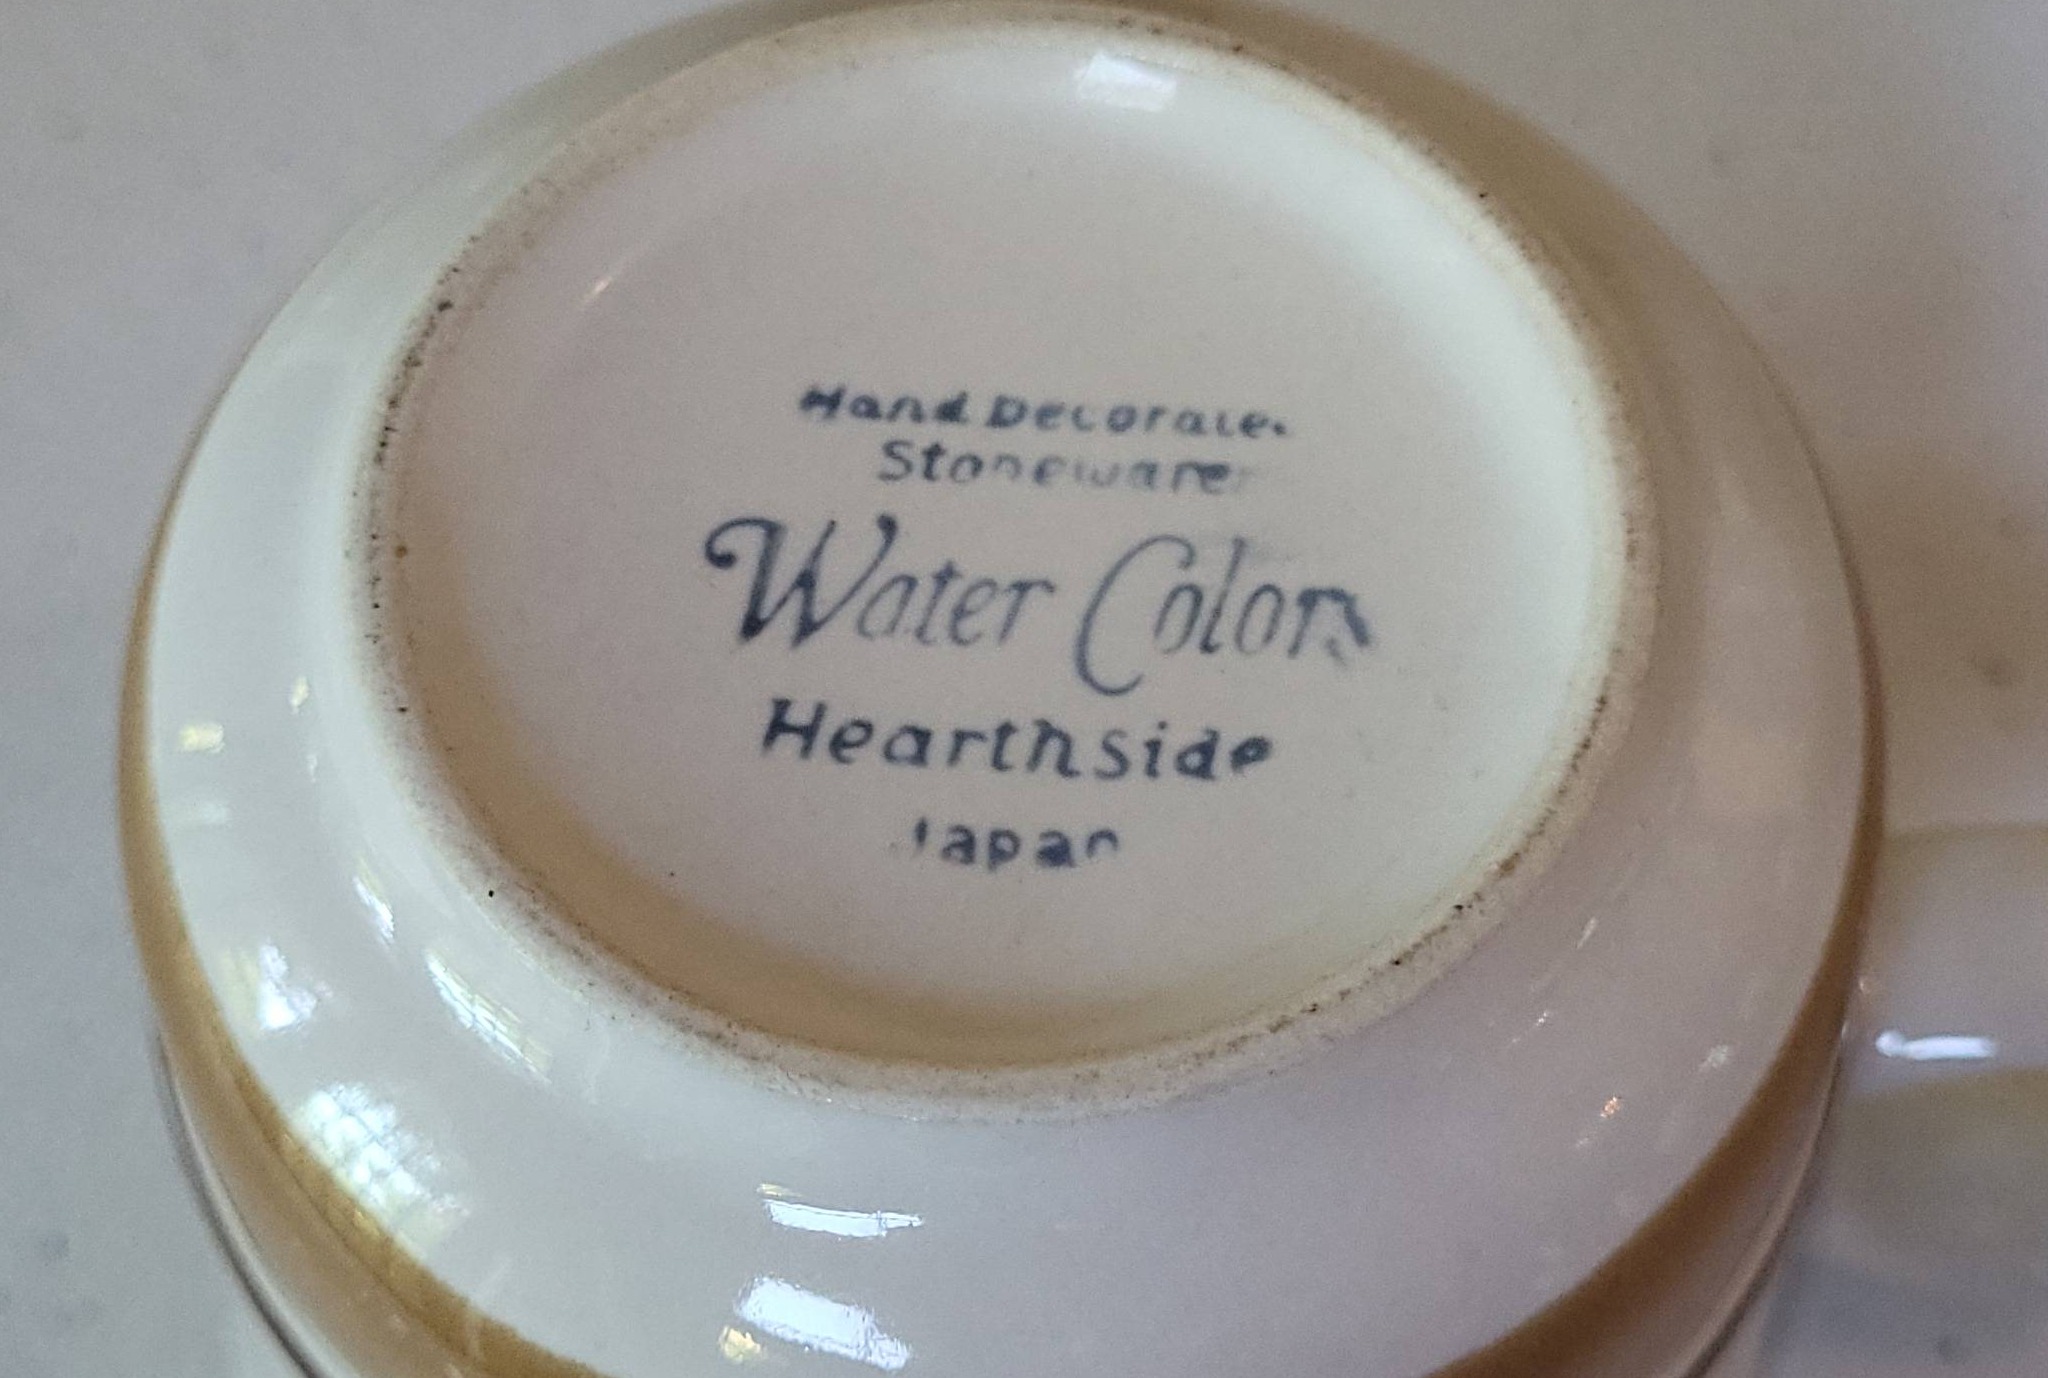 Hand Decorated
Stoneware
Water Colors
Hearthside
Japan